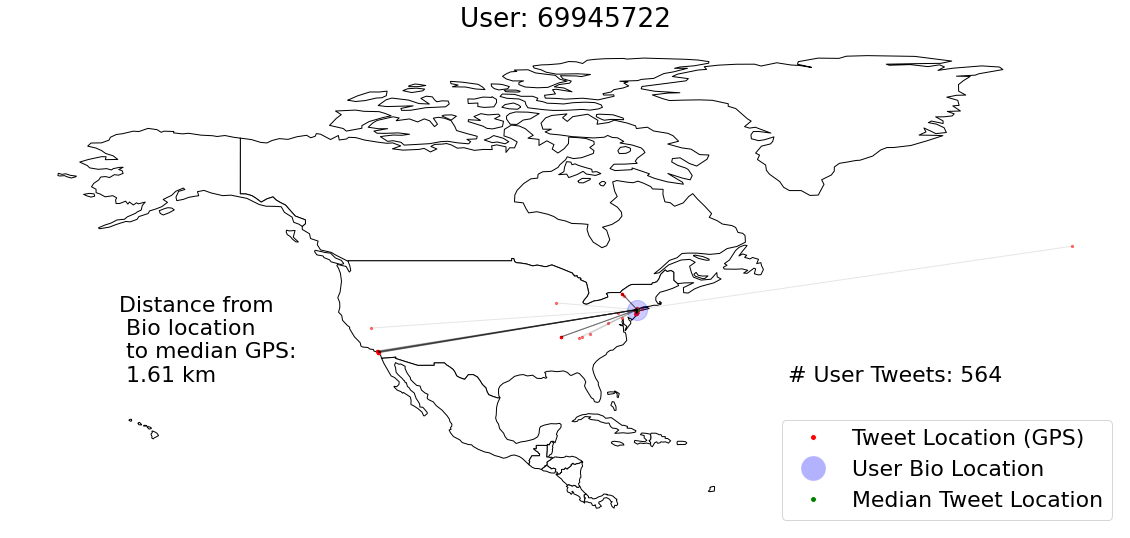 User: 69945722
Distance from
Bio location
to median GPS:
1.61 km
# User Tweets: 564
Tweet Location (GPS)
User Bio Location
Median Tweet Location